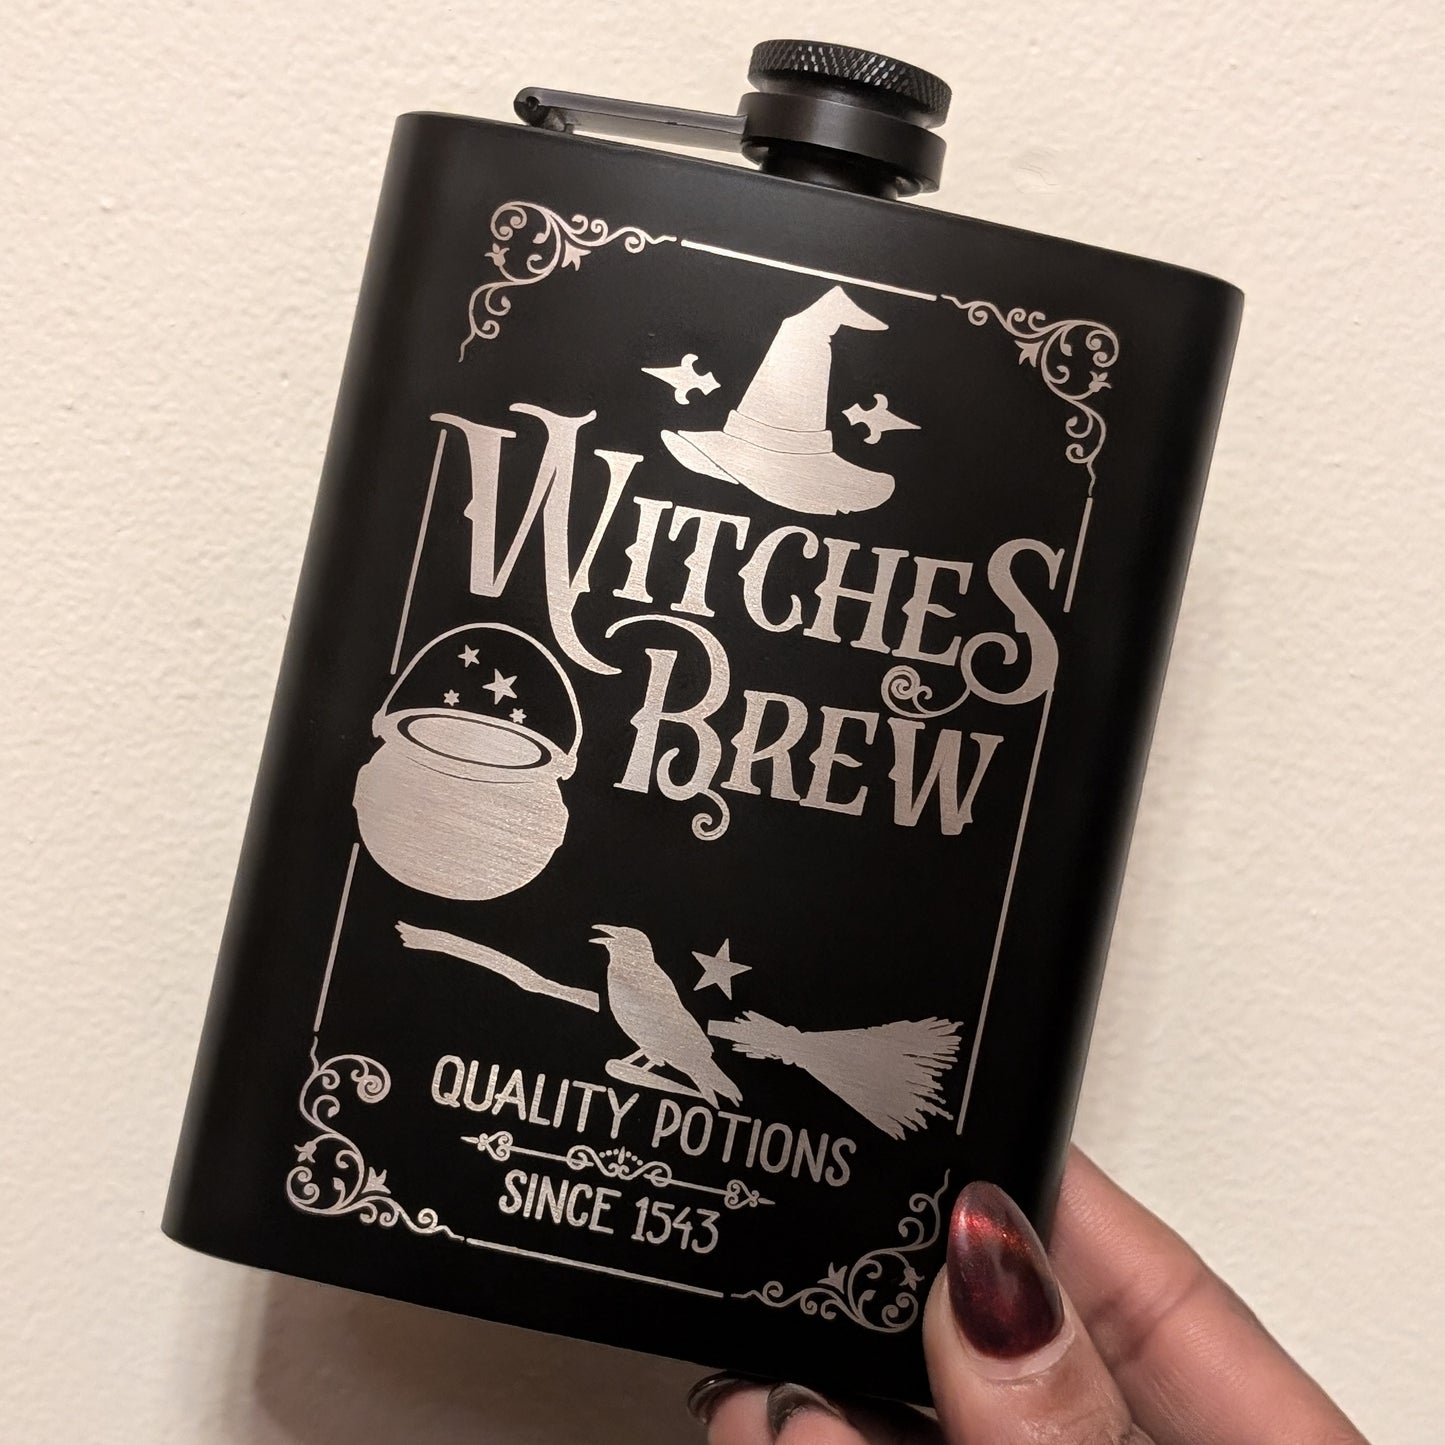 WITCHES
BREW
QUALITY POTIONS
SINCE 1543